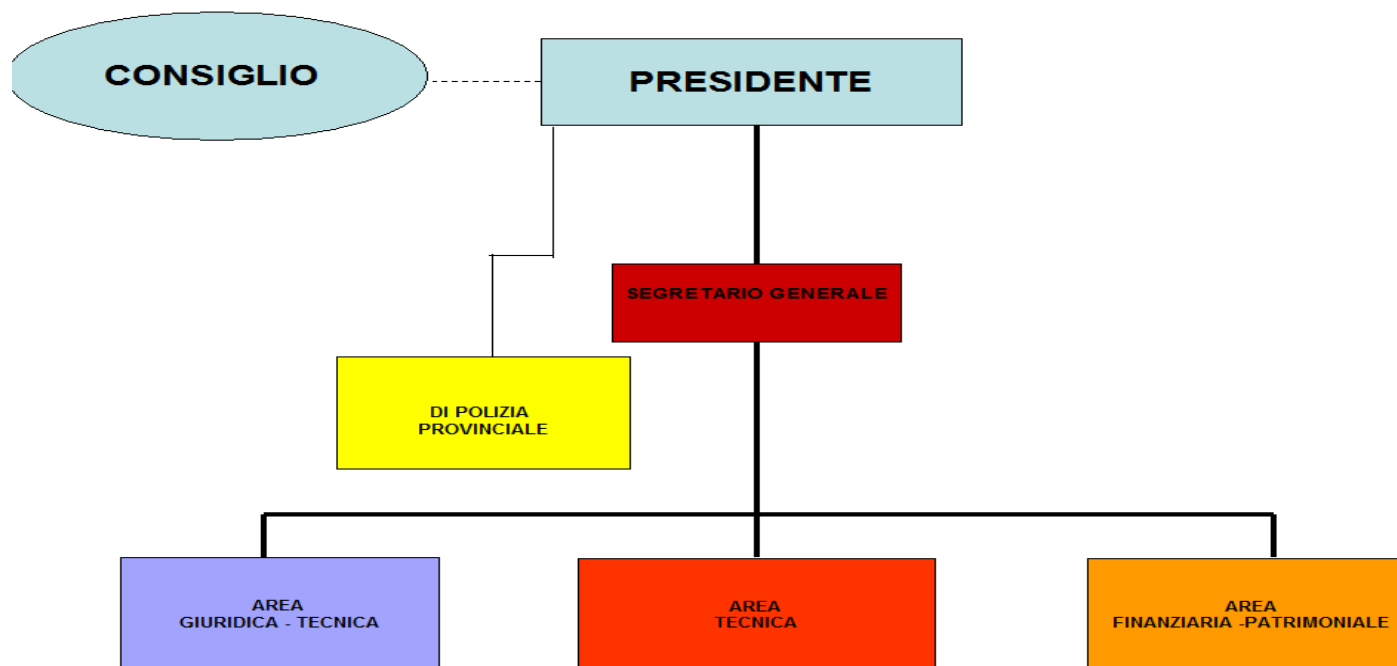 CONSIGLIO
PRESIDENTE
SEGRETARIO GENERALE
DI POLIZIA
PROVINCIALE
AREA
GIURIDICA - TECNICA
AREA
TECNICA
AREA
FINANZIARIA -PATRIMONIALE